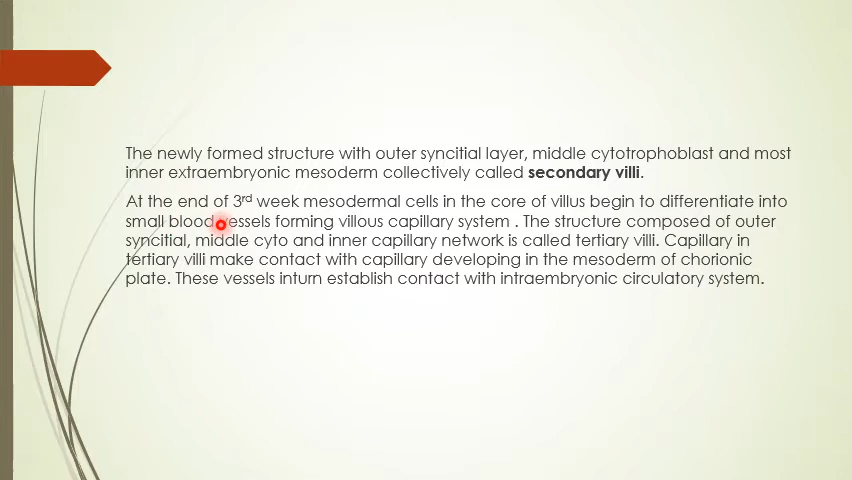 The newly formed structure with outer syncitial layer, middle cytotrophoblast and most
inner extraembryonic mesoderm collectively called secondary villi.
At the end of 3rd week mesodermal cells in the core of villus begin to differentiate into
small blood vessels forming villous capillary system . The structure composed of outer
syncitial, middle cyto and inner capillary network is called tertiary villi. Capillary in
tertiary villi make contact with capillary developing in the mesoderm of chorionic
plate. These vessels inturn establish contact with intraembryonic circulatory system.